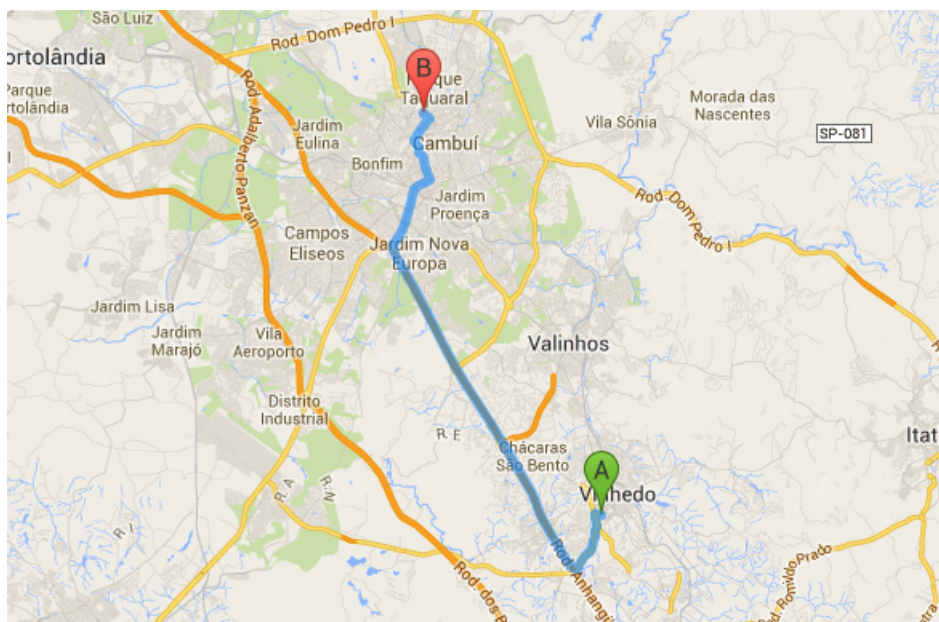 São Luiz
Rod. Dom Pedro I
ortolândia
B
Parque
Taquaral
Parque
rtolândia
Rod. Adalberto Panzan
Morada das
Nascentes
Jardim
Eulina
Vila Sônia
SP-081
Cambuí
Bonfim
Jardim
Proença
Rod. Dom Pedro I
Campos
Elíseos
Jardim Nova
Europa
Jardim Lisa
Jardim
Marajó
Vila
Aeroporto
Valinhos
Distrito
Industrial
R. E
Chácaras
São Bento
Itat
A
Vinhedo
R. A
R. N
R. I
Rod. Anhangü
Rod. dos
Rod. Romildo Prado